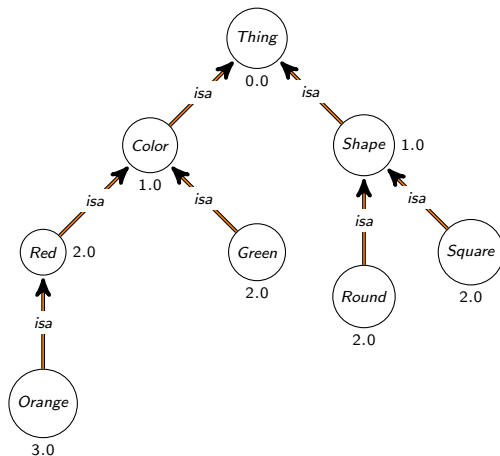 Thing
0.0
isa
isa
Color
1.0
Shape
1.0
isa
isa
isa
isa
Red
2.0
Green
2.0
Round
2.0
Square
2.0
isa
Orange
3.0